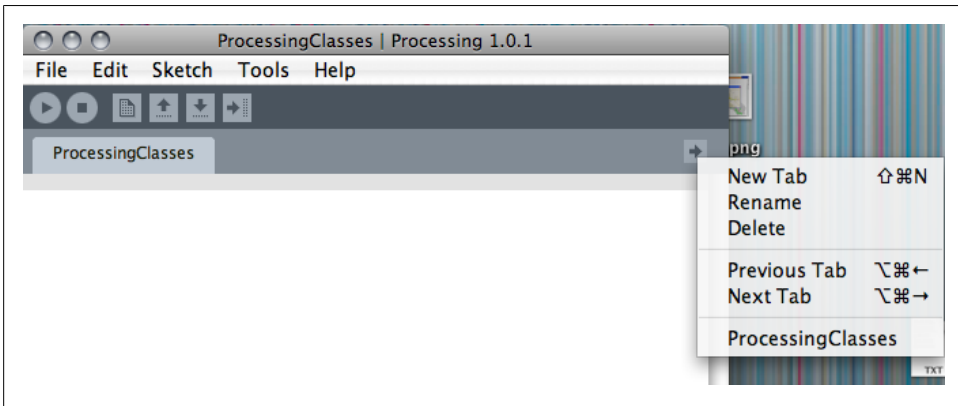 ProcessingClasses | Processing 1.0.1
File Edit Sketch Tools Help
ProcessingClasses
png
New Tab ⇧⌘N
Rename
Delete
Previous Tab ⌥⌘←
Next Tab ⌥⌘→
ProcessingClasses
TXT